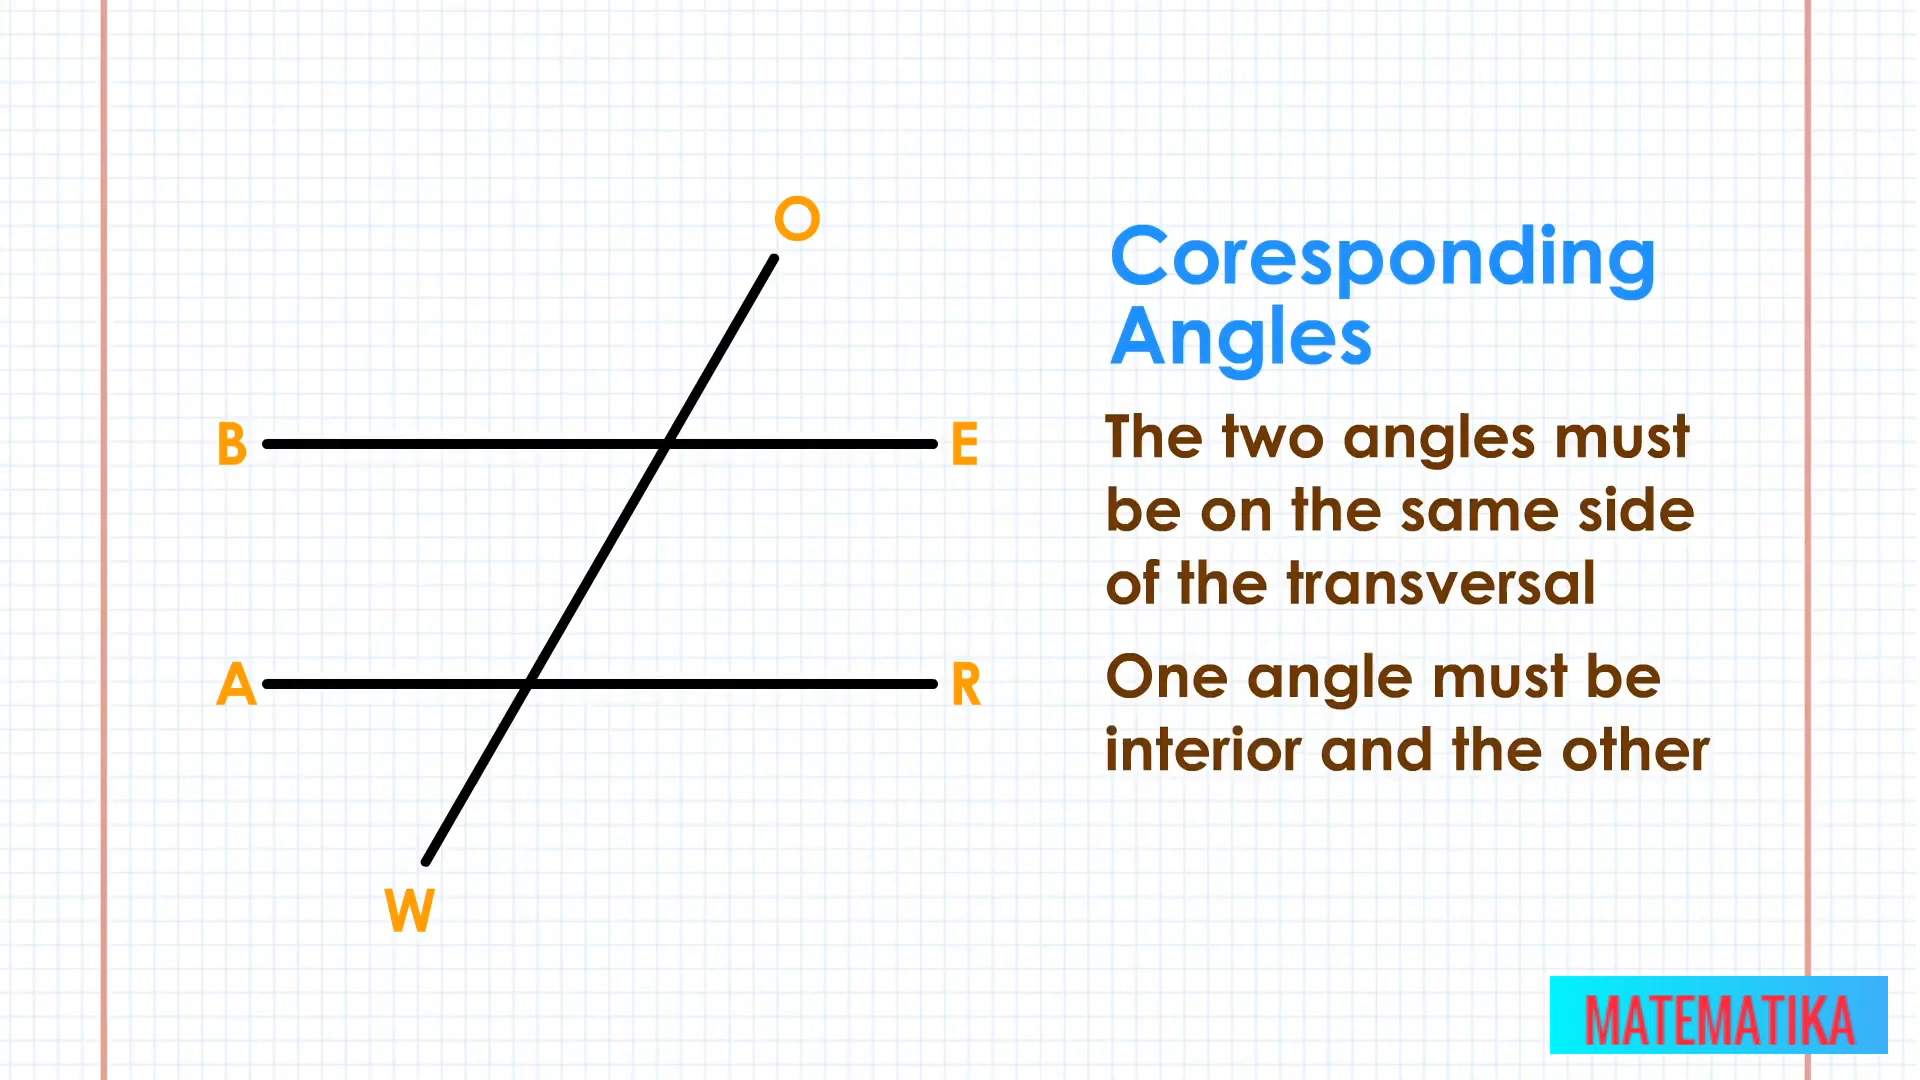 O
Coresponding
Angles
B
E
The two angles must
be on the same side
of the transversal
A
R
One angle must be
interior and the other
W
MATEMATIKA